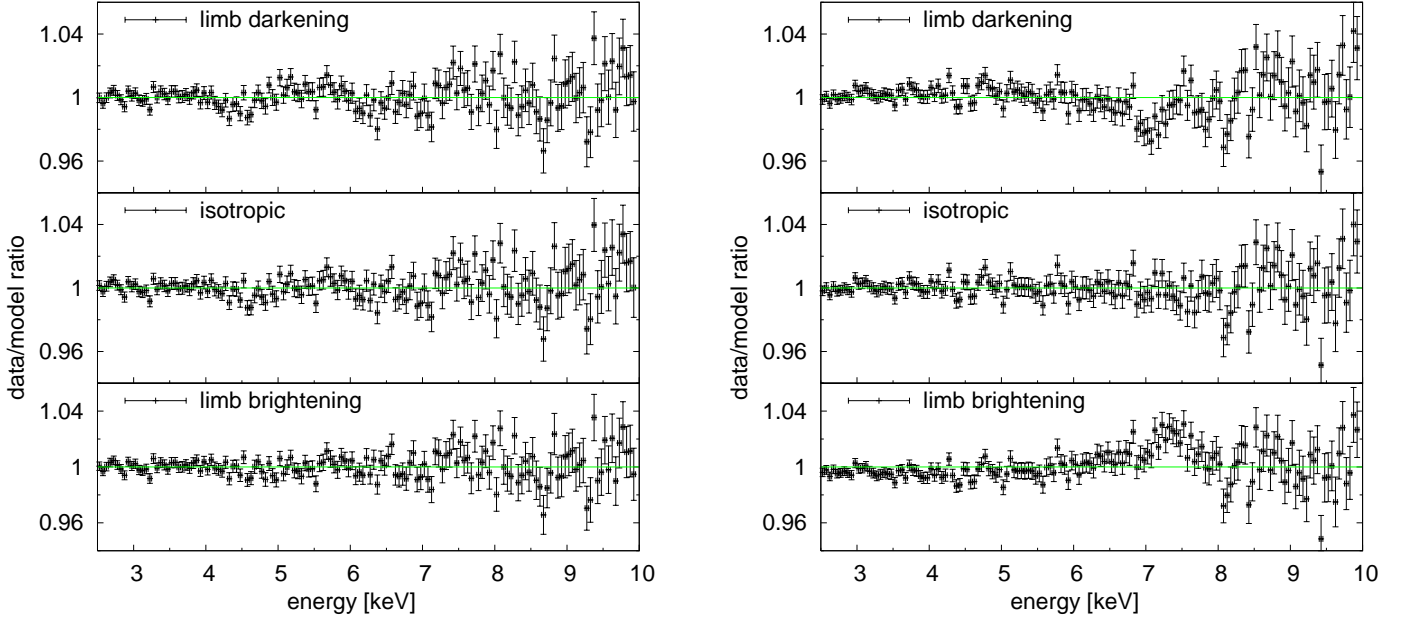 limb darkening
1.04
1
0.96
isotropic
1.04
1
0.96
limb brightening
1.04
1
0.96
data/model ratio
3 4 5 6 7 8 9 10
energy [keV]
limb darkening
1.04
1
0.96
isotropic
1.04
1
0.96
limb brightening
1.04
1
0.96
data/model ratio
3 4 5 6 7 8 9 10
energy [keV]